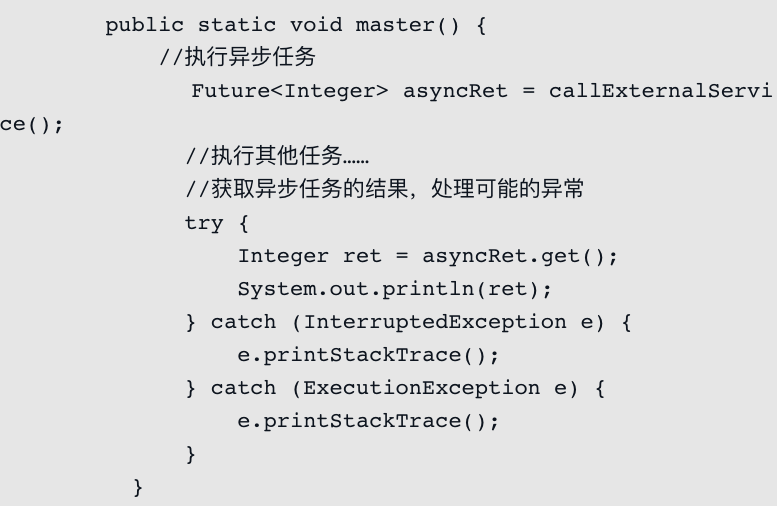 public static void master() {
//执行异步任务
Future<Integer> asyncRet = callExternalServi
ce();
//执行其他任务……
//获取异步任务的结果，处理可能的异常
try {
Integer ret = asyncRet.get();
System.out.println(ret);
} catch (InterruptedException e) {
e.printStackTrace();
} catch (ExecutionException e) {
e.printStackTrace();
}
}